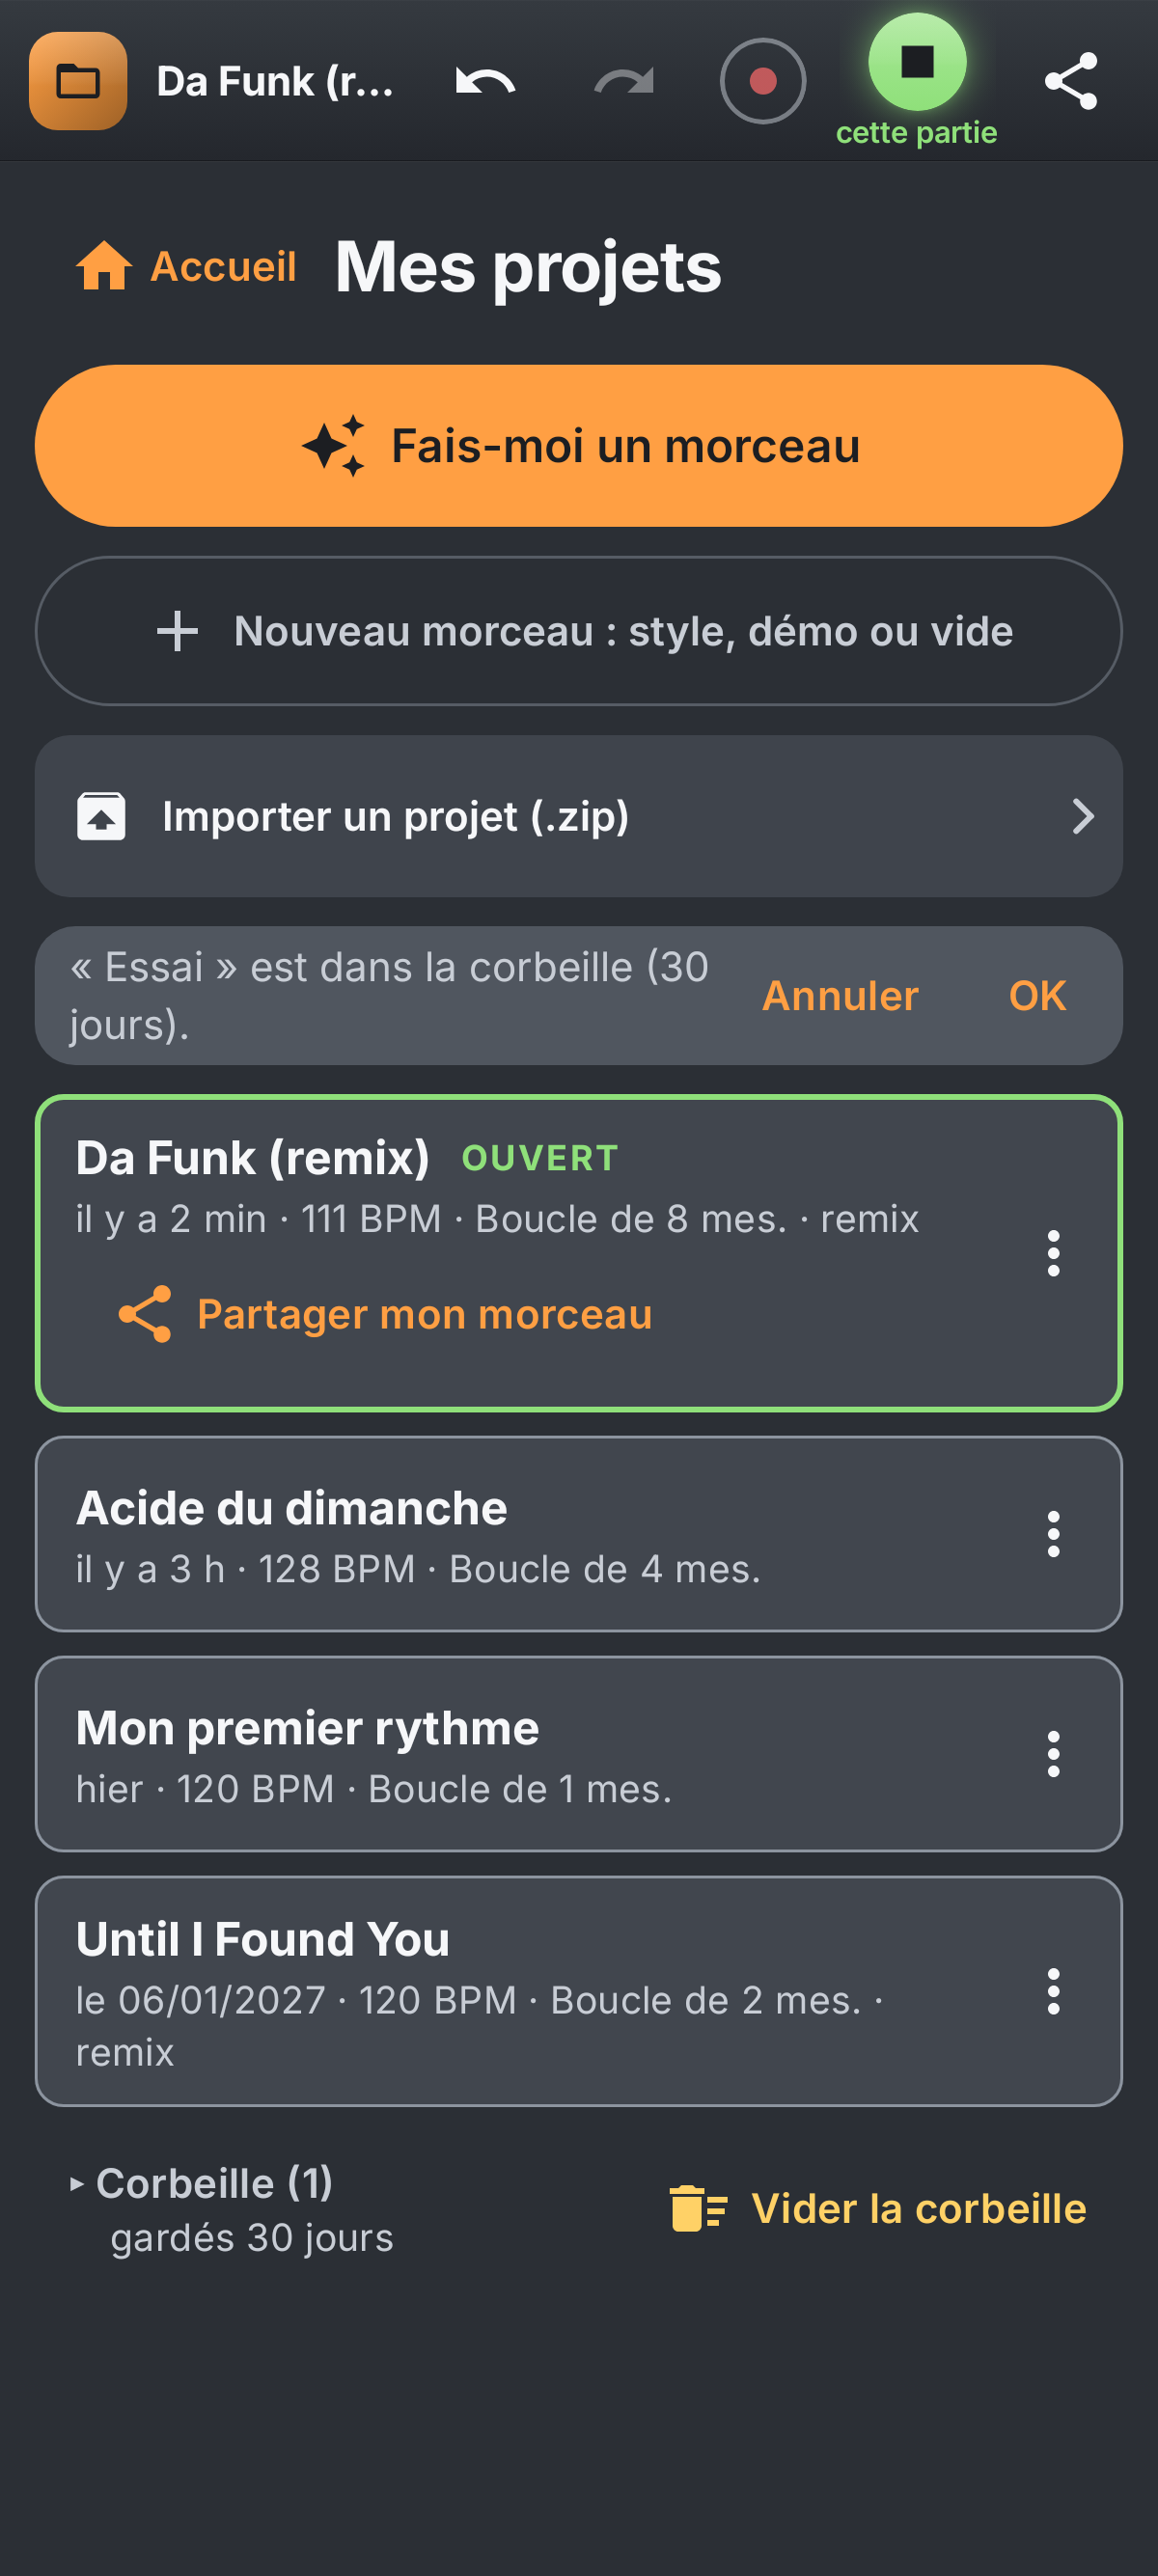 Da Funk (r...
cette partie
Accueil
Mes projets
Fais-moi un morceau
Nouveau morceau : style, démo ou vide
Importer un projet (.zip)
« Essai » est dans la corbeille (30
jours).
Annuler
OK
Da Funk (remix) OUVERT
il y a 2 min · 111 BPM · Boucle de 8 mes. · remix
Partager mon morceau
Acide du dimanche
il y a 3 h · 128 BPM · Boucle de 4 mes.
Mon premier rythme
hier · 120 BPM · Boucle de 1 mes.
Until I Found You
le 06/01/2027 · 120 BPM · Boucle de 2 mes. ·
remix
Corbeille (1)
gardés 30 jours
Vider la corbeille